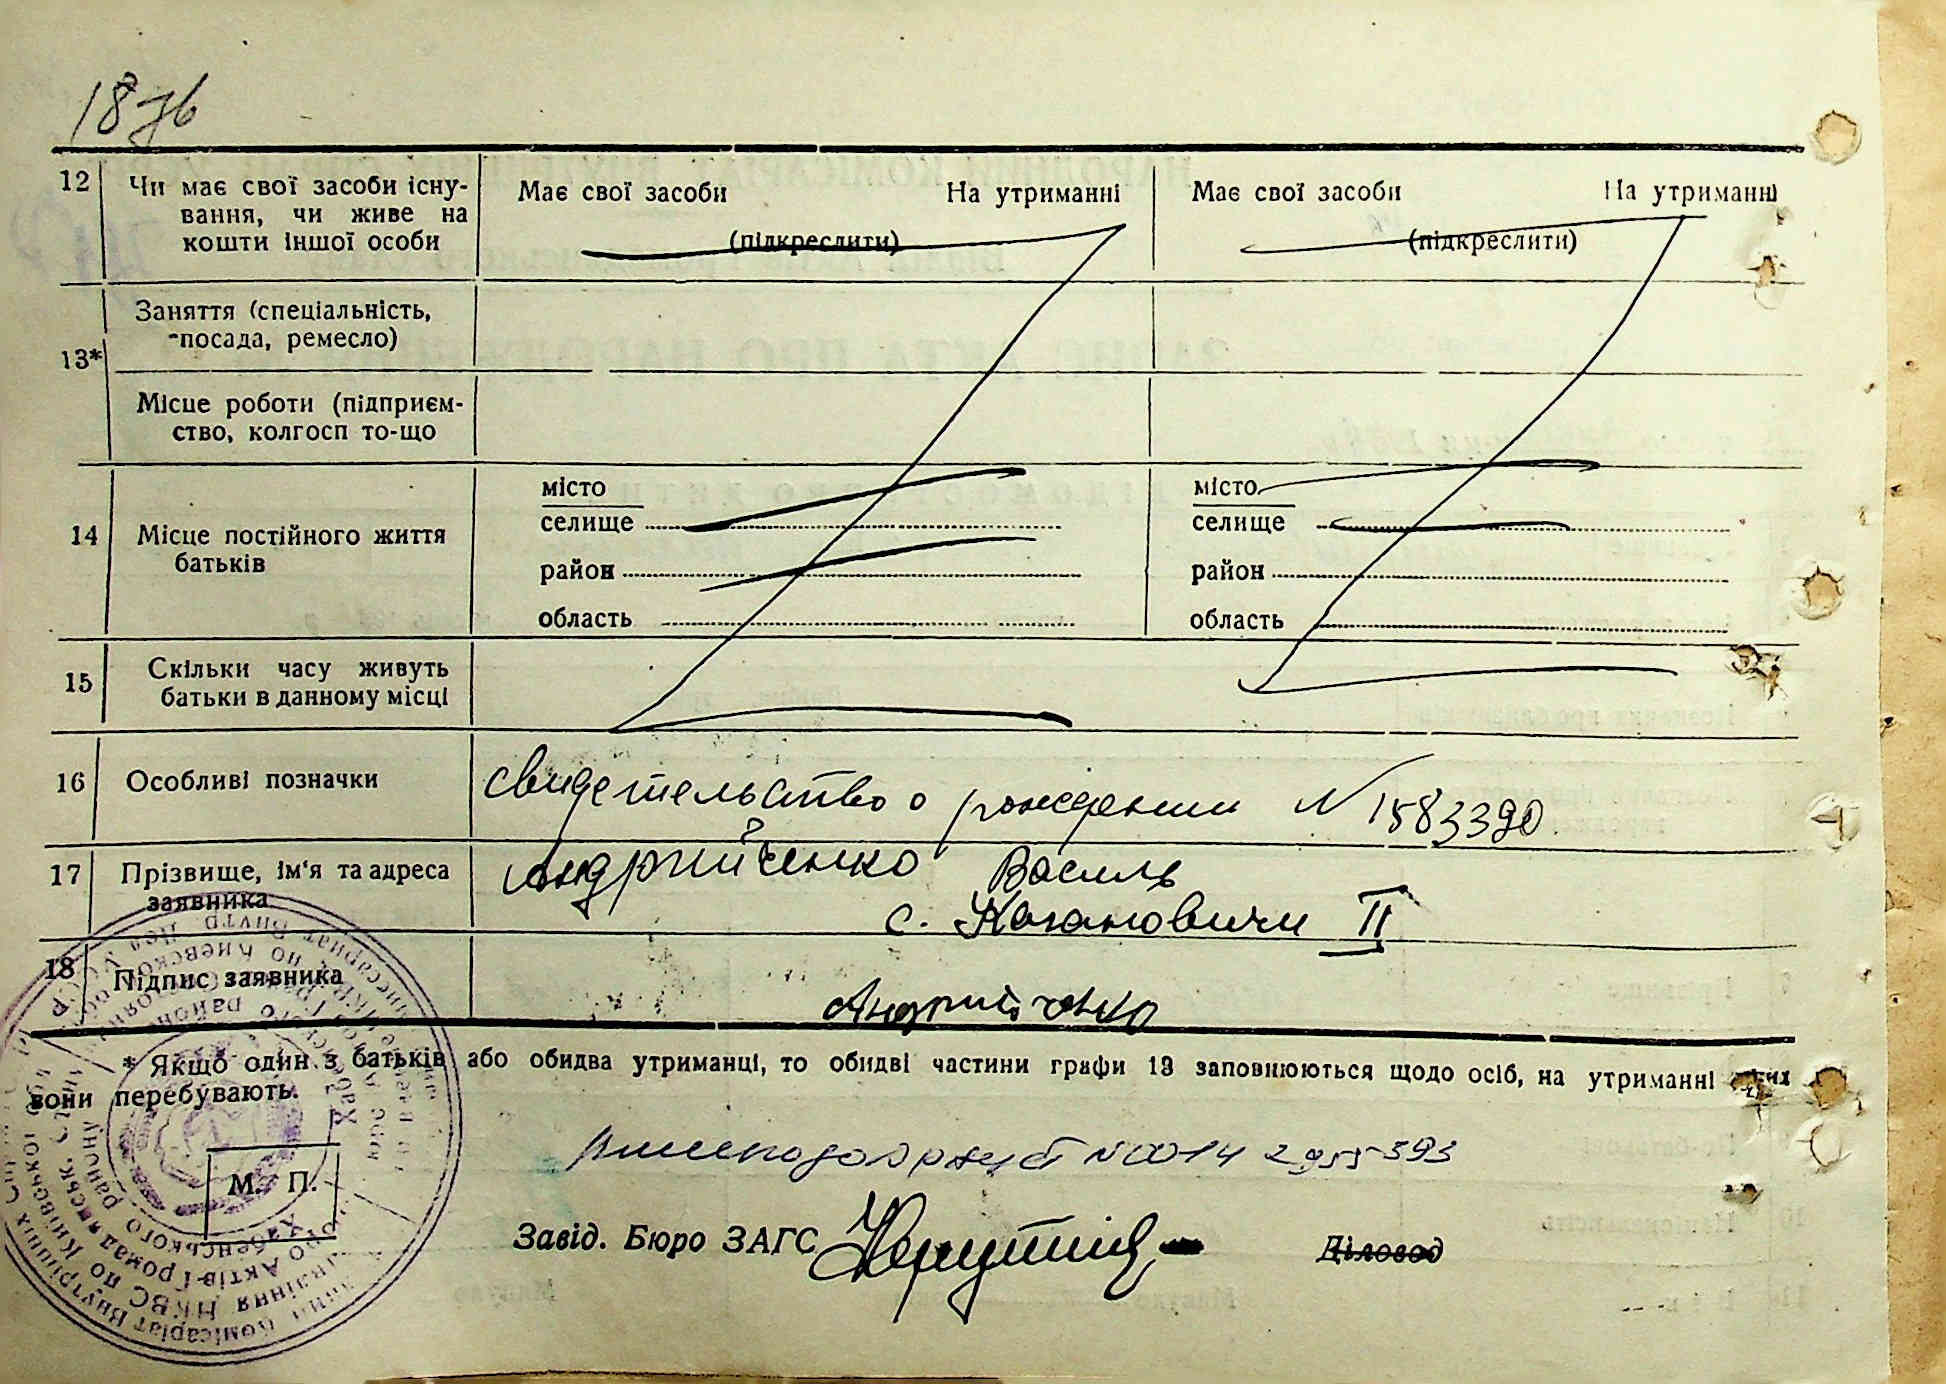 187б
12 Чи має свої засоби існу-
вання, чи живе на
кошти іншої особи
Має свої засоби На утриманні
(підкреслити)
Має свої засоби На утриманні
(підкреслити)
13* Заняття (спеціальність,
посада, ремесло)
Місце роботи (підприєм-
ство, колгосп то-що
14 Місце постійного життя
батьків
місто
селище
район
область
місто
селище
район
область
15 Скільки часу живуть
батьки в данному місці
16 Особливі позначки
свидетельство о рождении N 1583390
17 Прізвище, ім'я та адреса
заявника
Андрійченко Василь
с. Кагановичи II
18 Підпис заявника
Андрійченко
* Якщо один з батьків або обидва утриманці, то обидві частини графи 13 заповнюються щодо осіб, на утриманні яких
вони перебувають.
М. П.
Завід. Бюро ЗАГС
Діловод